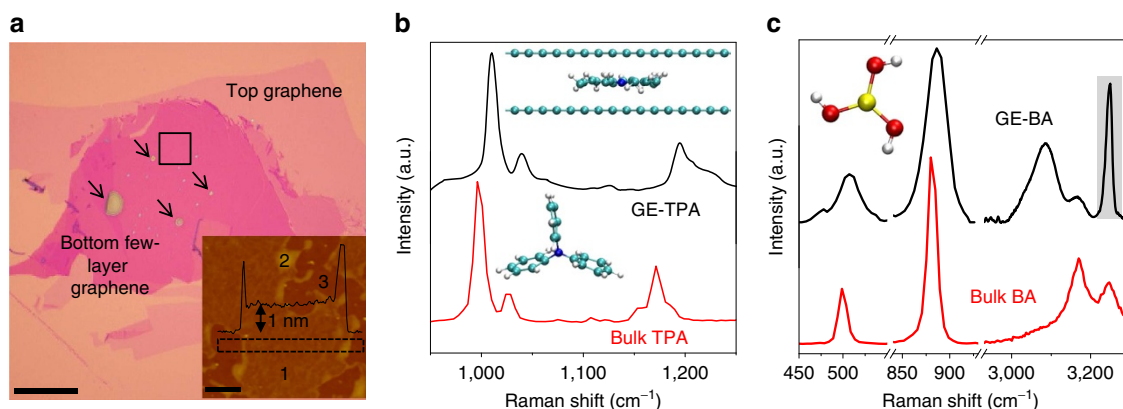 a
Top graphene
Bottom few-
layer
graphene
2
3
1 nm
1
b
Intensity (a.u.)
GE-TPA
Bulk TPA
1,000
1,100
1,200
Raman shift (cm⁻¹)
c
Intensity (a.u.)
GE-BA
Bulk BA
450
500
850
900
3,000
3,200
Raman shift (cm⁻¹)